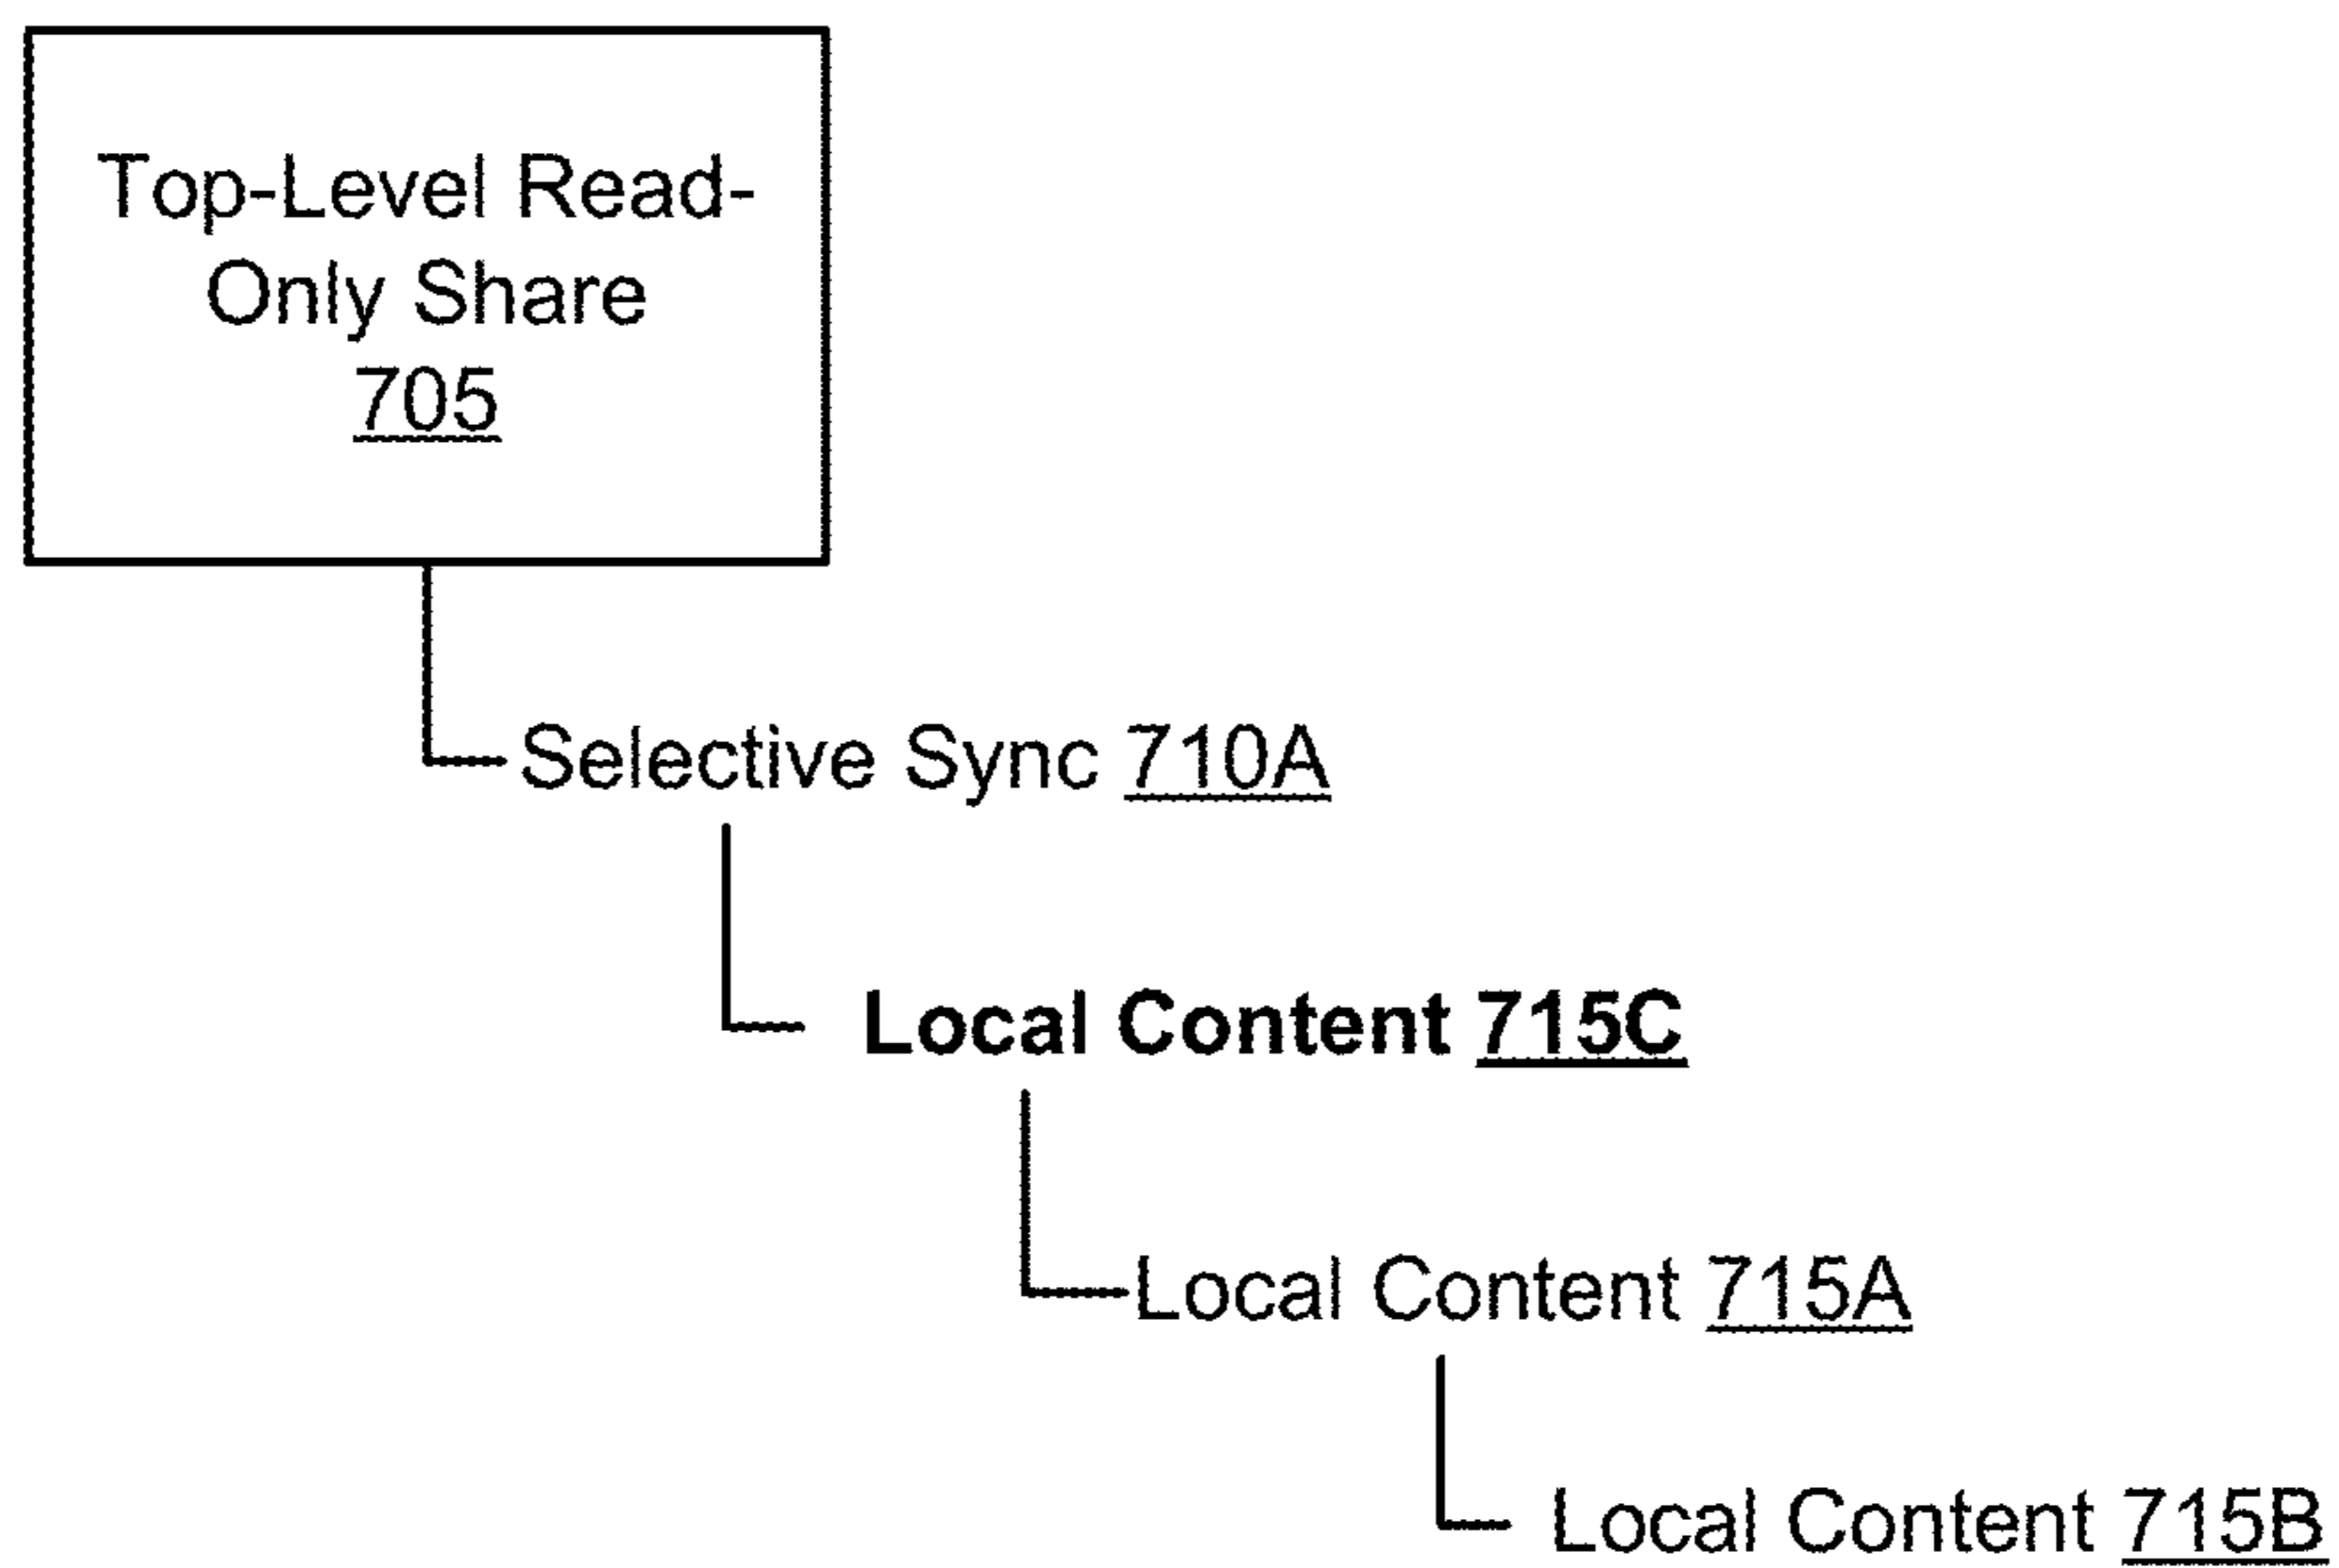 Top-Level Read-
Only Share
705
Selective Sync 710A
Local Content 715C
Local Content 715A
Local Content 715B